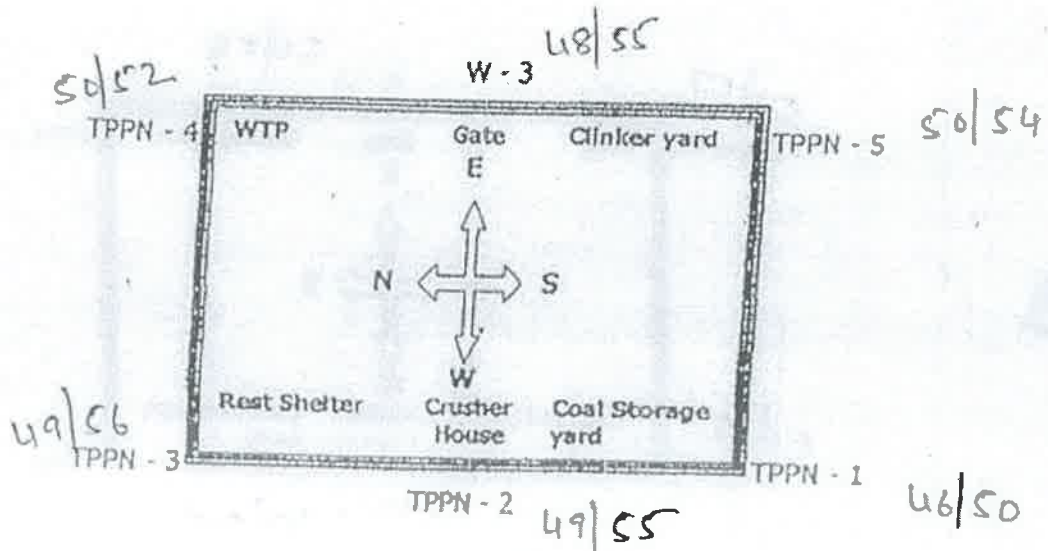 48/55
50/52
W - 3
TPPN - 4
WTP
Gate
Clinker yard
TPPN - 5
50/54
E
N
S
W
Rest Shelter
Crusher House
Coal Storage yard
49/56
TPPN - 3
TPPN - 1
TPPN - 2
49/55
46/50